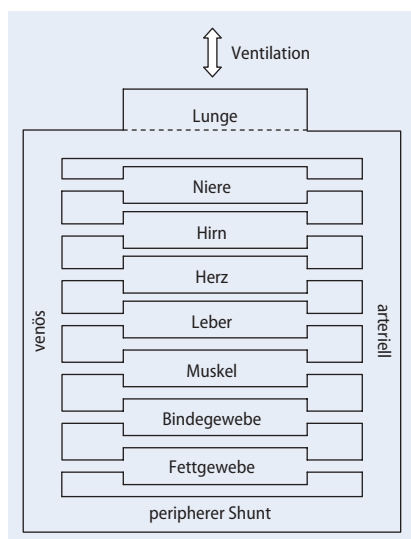 Ventilation
Lunge
Niere
Hirn
Herz
Leber
venös
arteriell
Muskel
Bindegewebe
Fettgewebe
peripherer Shunt